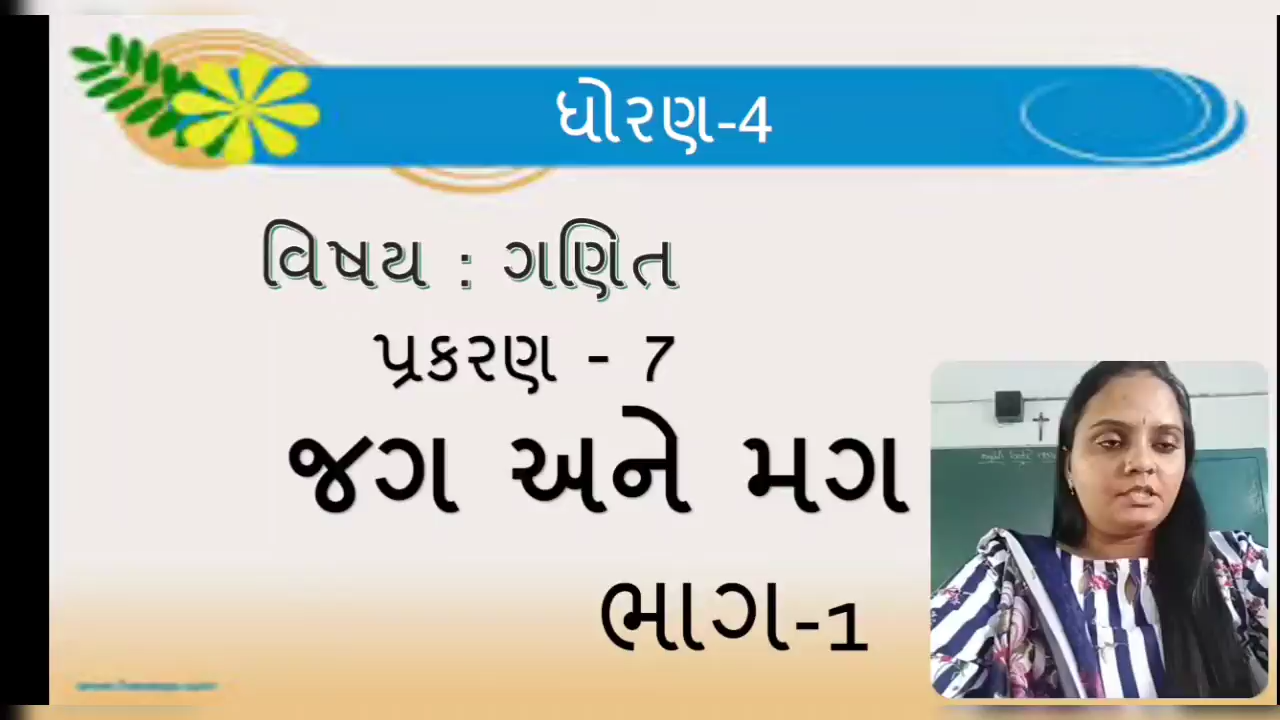 ધોરણ-4
વિષય : ગણિત
પ્રકરણ - 7
જગ અને મગ
ભાગ-1